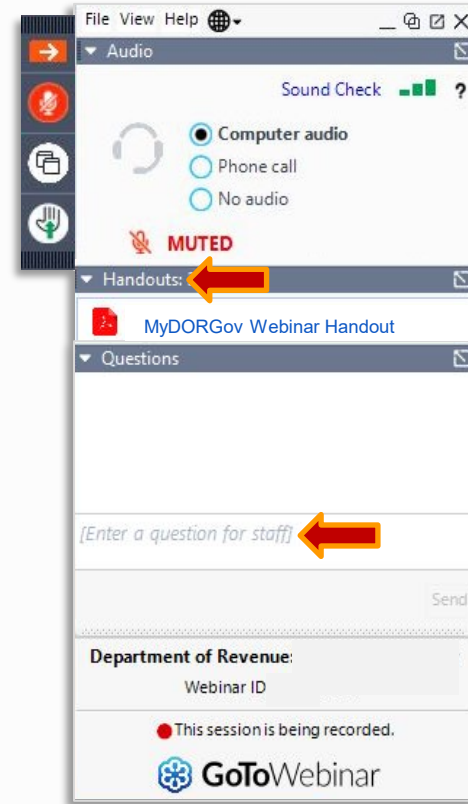 File View Help
Audio
Sound Check ?
Computer audio
Phone call
No audio
MUTED
Handouts:
MyDORGov Webinar Handout
Questions
[Enter a question for staff]
Send
Department of Revenue:
Webinar ID
This session is being recorded.
GoToWebinar